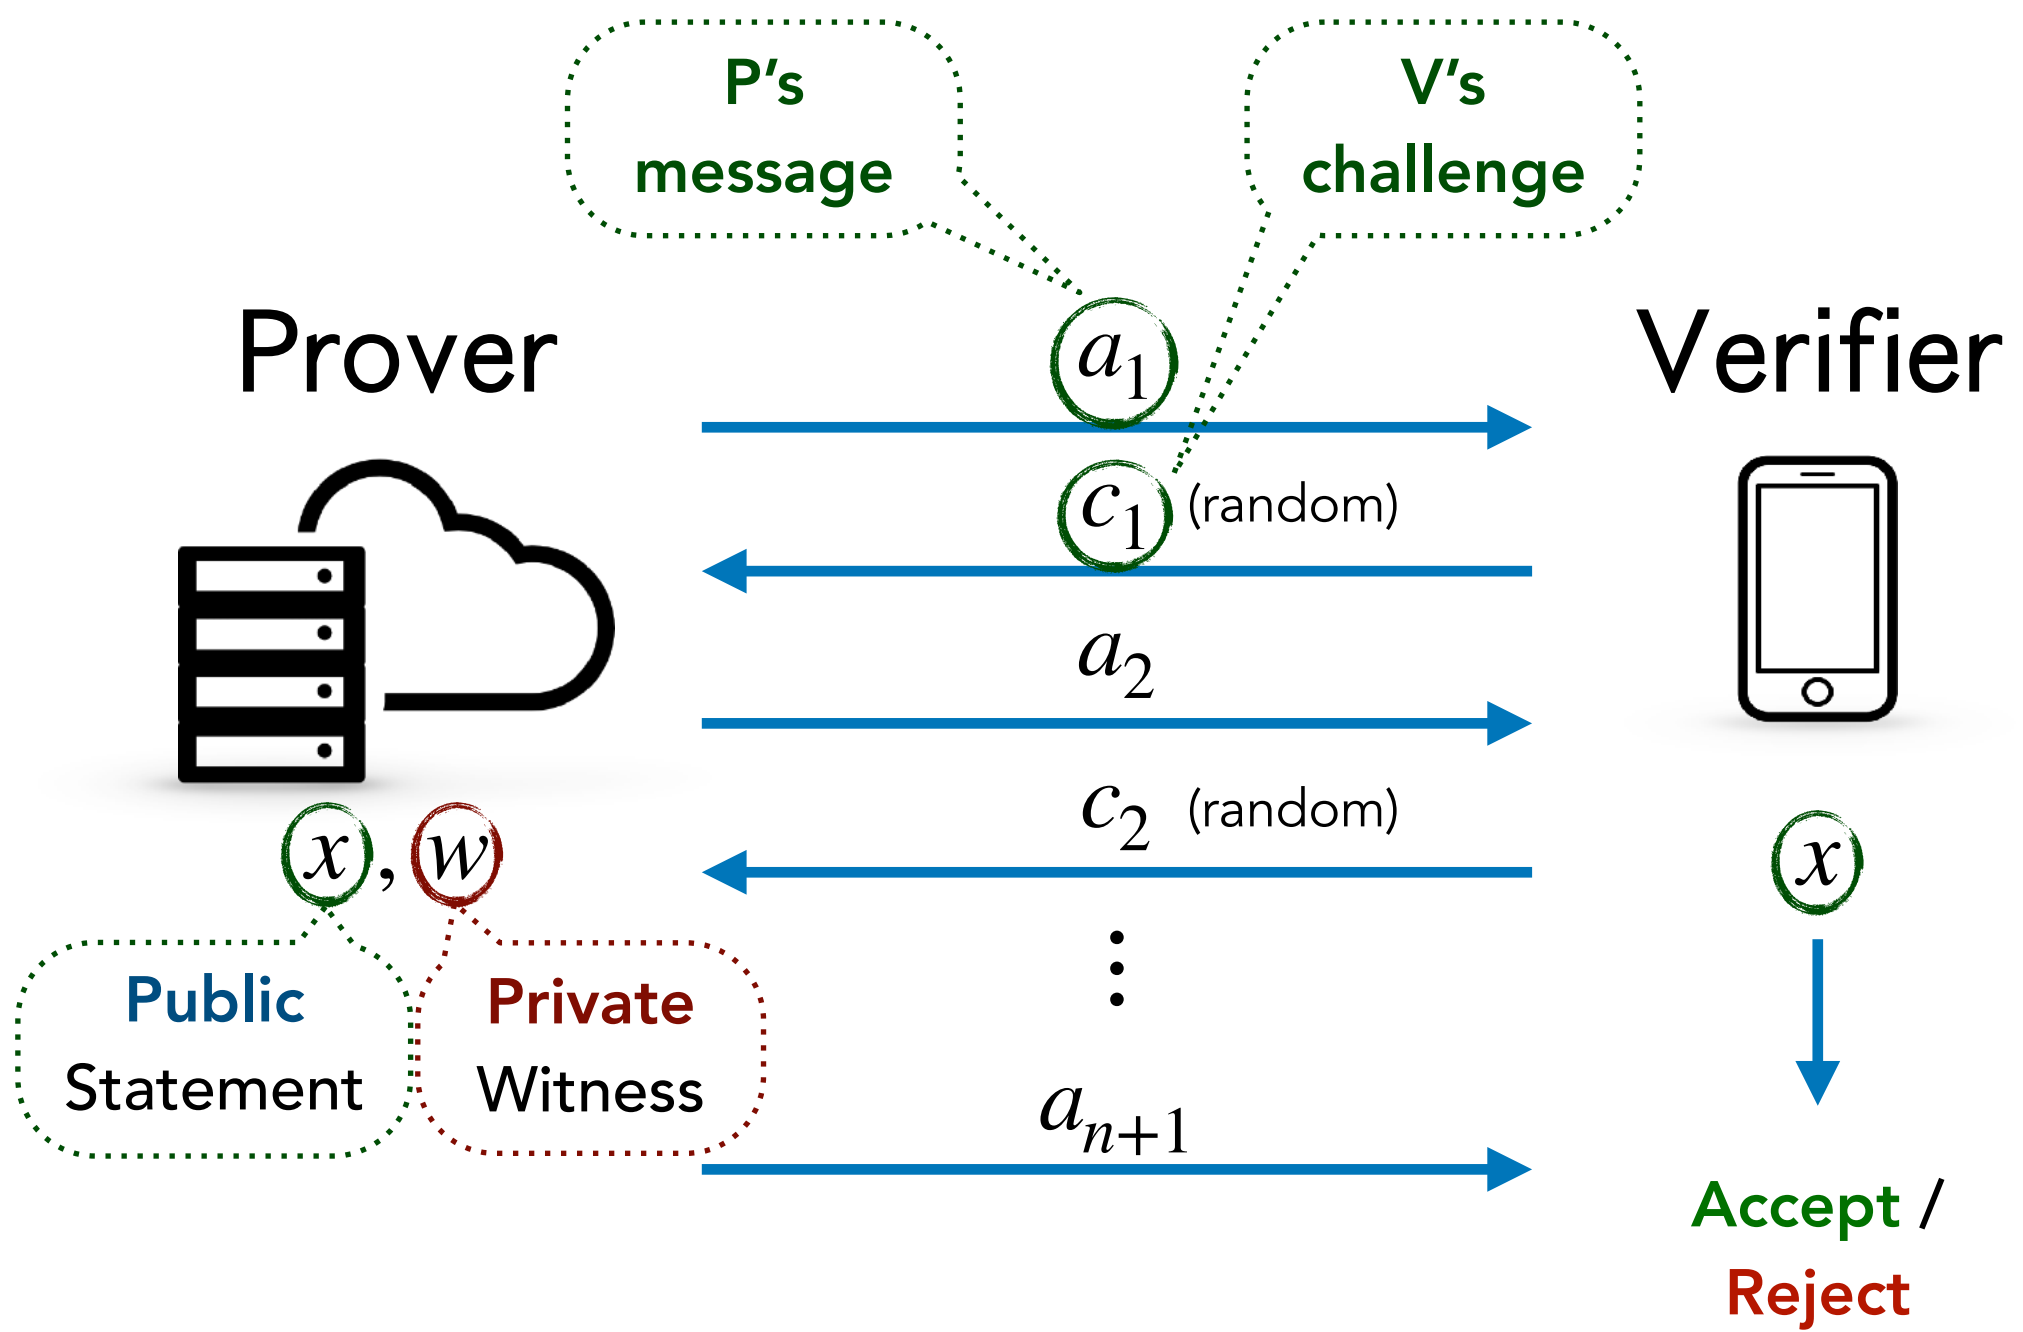 P's
message
V's
challenge
Prover
Verifier
a₁
c₁ (random)
a₂
c₂ (random)
x, w
x
⋮
Public
Statement
Private
Witness
aₙ₊₁
Accept /
Reject